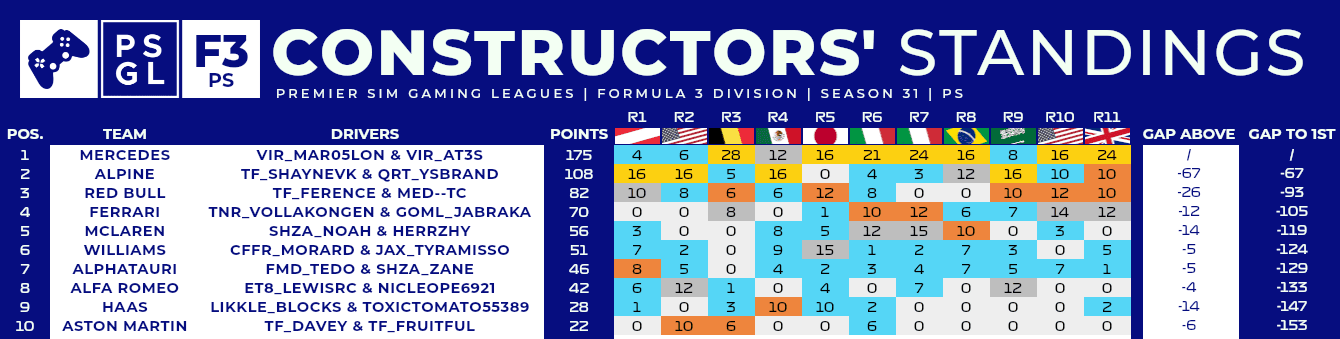 PS
GL
F3
PS
CONSTRUCTORS' STANDINGS
PREMIER SIM GAMING LEAGUES | FORMULA 3 DIVISION | SEASON 31 | PS
R1 R2 R3 R4 R5 R6 R7 R8 R9 R10 R11
POS. TEAM DRIVERS POINTS GAP ABOVE GAP TO 1ST
1 MERCEDES VIR_MAR05LON & VIR_AT3S 175 4 6 28 12 16 21 24 16 8 16 24 / /
2 ALPINE TF_SHAYNEVK & QRT_YSBRAND 108 16 16 5 16 0 4 3 12 16 10 10 -67 -67
3 RED BULL TF_FERENCE & MED--TC 82 10 8 6 6 12 8 0 0 10 12 10 -26 -93
4 FERRARI TNR_VOLLAKONGEN & GOML_JABRAKA 70 0 0 8 0 1 10 12 6 7 14 12 -12 -105
5 MCLAREN SHZA_NOAH & HERRZHY 56 3 0 0 8 5 12 15 10 0 3 0 -14 -119
6 WILLIAMS CFFR_MORARD & JAX_TYRAMISSO 51 7 2 0 9 15 1 2 7 3 0 5 -5 -124
7 ALPHATAURI FMD_TEDO & SHZA_ZANE 46 8 5 0 4 2 3 4 7 5 7 1 -5 -129
8 ALFA ROMEO ET8_LEWISRC & NICLEOPE6921 42 6 12 1 0 4 0 7 0 12 0 0 -4 -133
9 HAAS LIKKLE_BLOCKS & TOXICTOMATO55389 28 1 0 3 10 10 2 0 0 0 0 2 -14 -147
10 ASTON MARTIN TF_DAVEY & TF_FRUITFUL 22 0 10 6 0 0 6 0 0 0 0 0 -6 -153